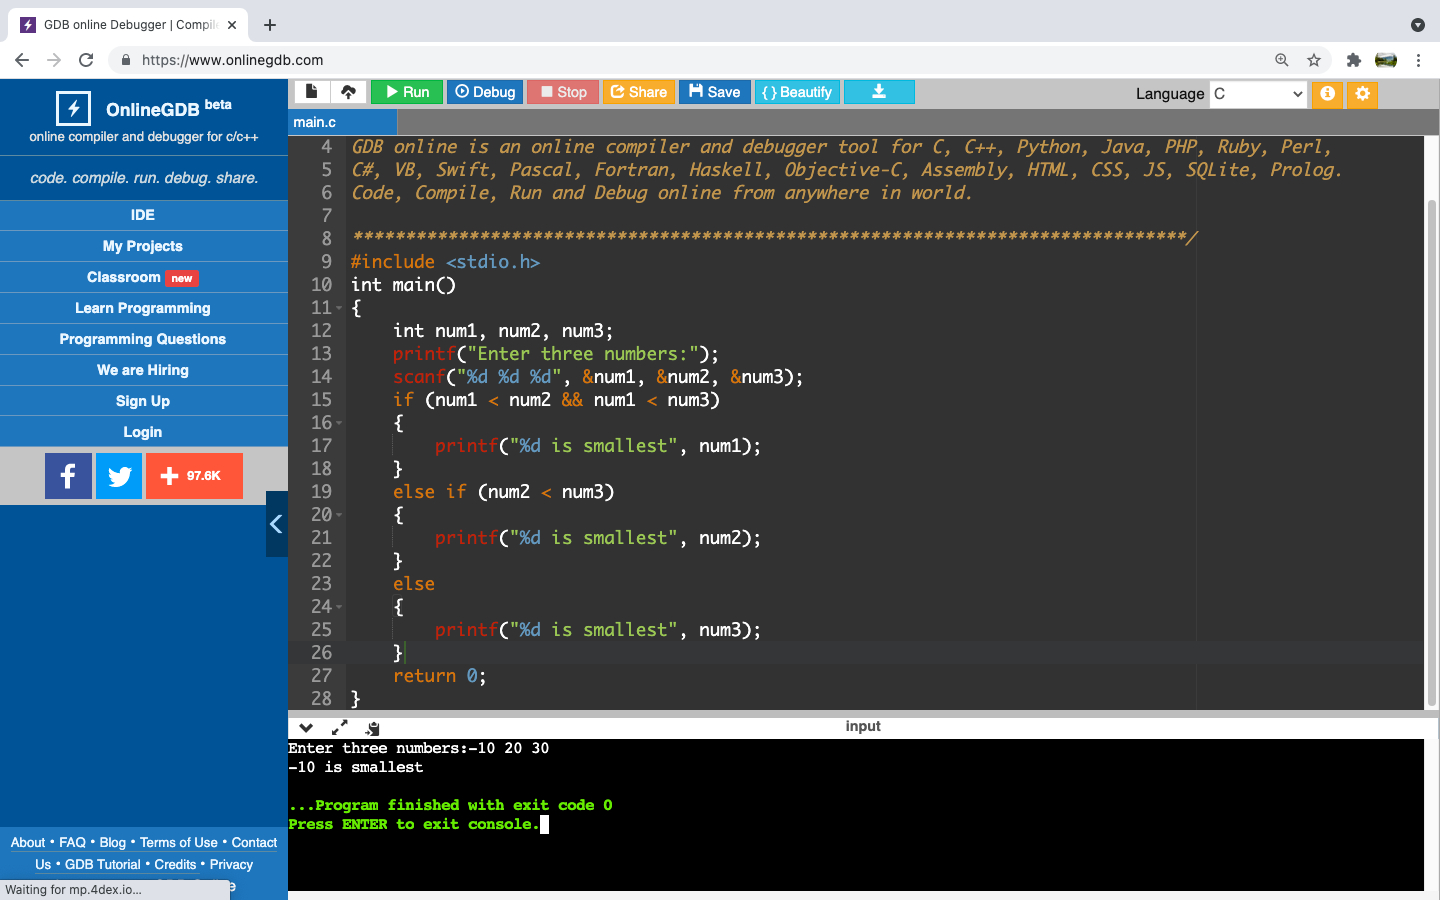 GDB online Debugger | Compil
https://www.onlinegdb.com
OnlineGDB beta
online compiler and debugger for c/c++
code. compile. run. debug. share.
IDE
My Projects
Classroom new
Learn Programming
Programming Questions
We are Hiring
Sign Up
Login
97.6K
About • FAQ • Blog • Terms of Use • Contact
Us • GDB Tutorial • Credits • Privacy
Waiting for mp.4dex.io...
Run Debug Stop Share Save { } Beautify Language C
main.c
4 GDB online is an online compiler and debugger tool for C, C++, Python, Java, PHP, Ruby, Perl,
5 C#, VB, Swift, Pascal, Fortran, Haskell, Objective-C, Assembly, HTML, CSS, JS, SQLite, Prolog.
6 Code, Compile, Run and Debug online from anywhere in world.
7
8 *******************************************************************************/
9 #include <stdio.h>
10 int main()
11 {
12     int num1, num2, num3;
13     printf("Enter three numbers:");
14     scanf("%d %d %d", &num1, &num2, &num3);
15     if (num1 < num2 && num1 < num3)
16     {
17         printf("%d is smallest", num1);
18     }
19     else if (num2 < num3)
20     {
21         printf("%d is smallest", num2);
22     }
23     else
24     {
25         printf("%d is smallest", num3);
26     }
27     return 0;
28 }
input
Enter three numbers:-10 20 30
-10 is smallest
...Program finished with exit code 0
Press ENTER to exit console.